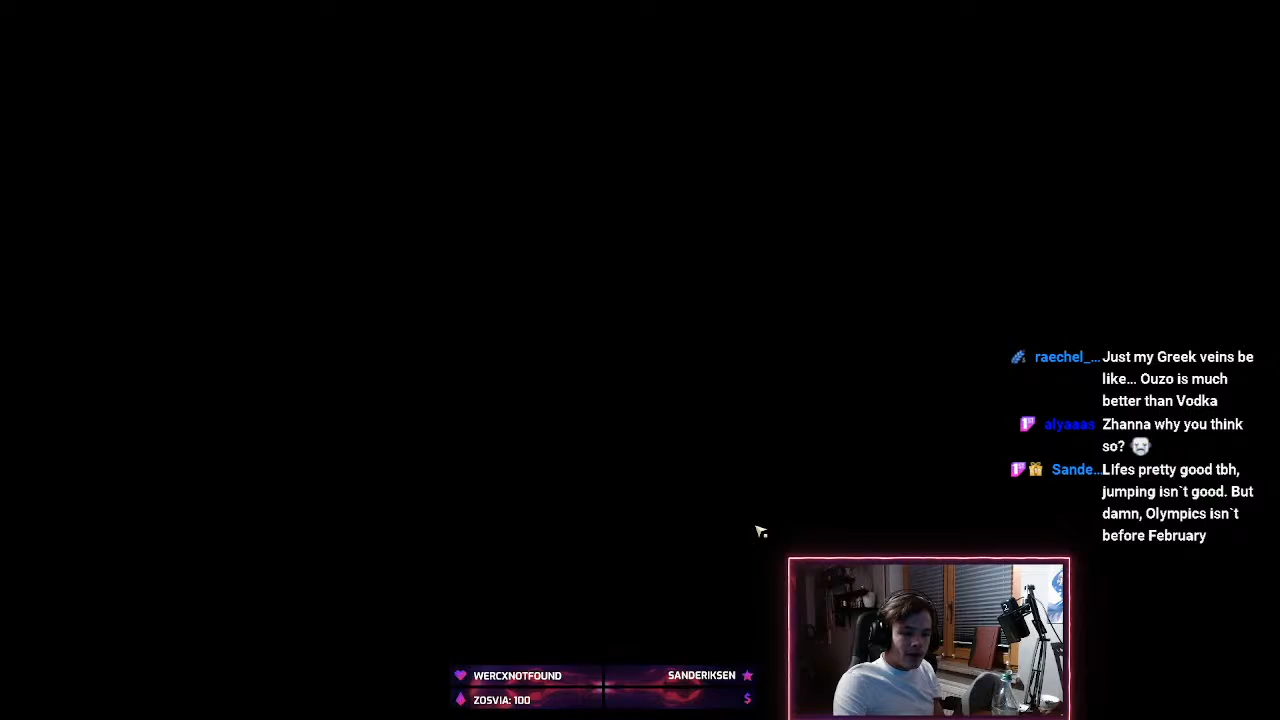 raechel_... Just my Greek veins be
like... Ouzo is much
better than Vodka
alyaaas Zhanna why you think
so?
Sande... LIfes pretty good tbh,
jumping isn`t good. But
damn, Olympics isn`t
before February
WERCXNOTFOUND SANDERIKSEN
ZOSVIA: 100 $